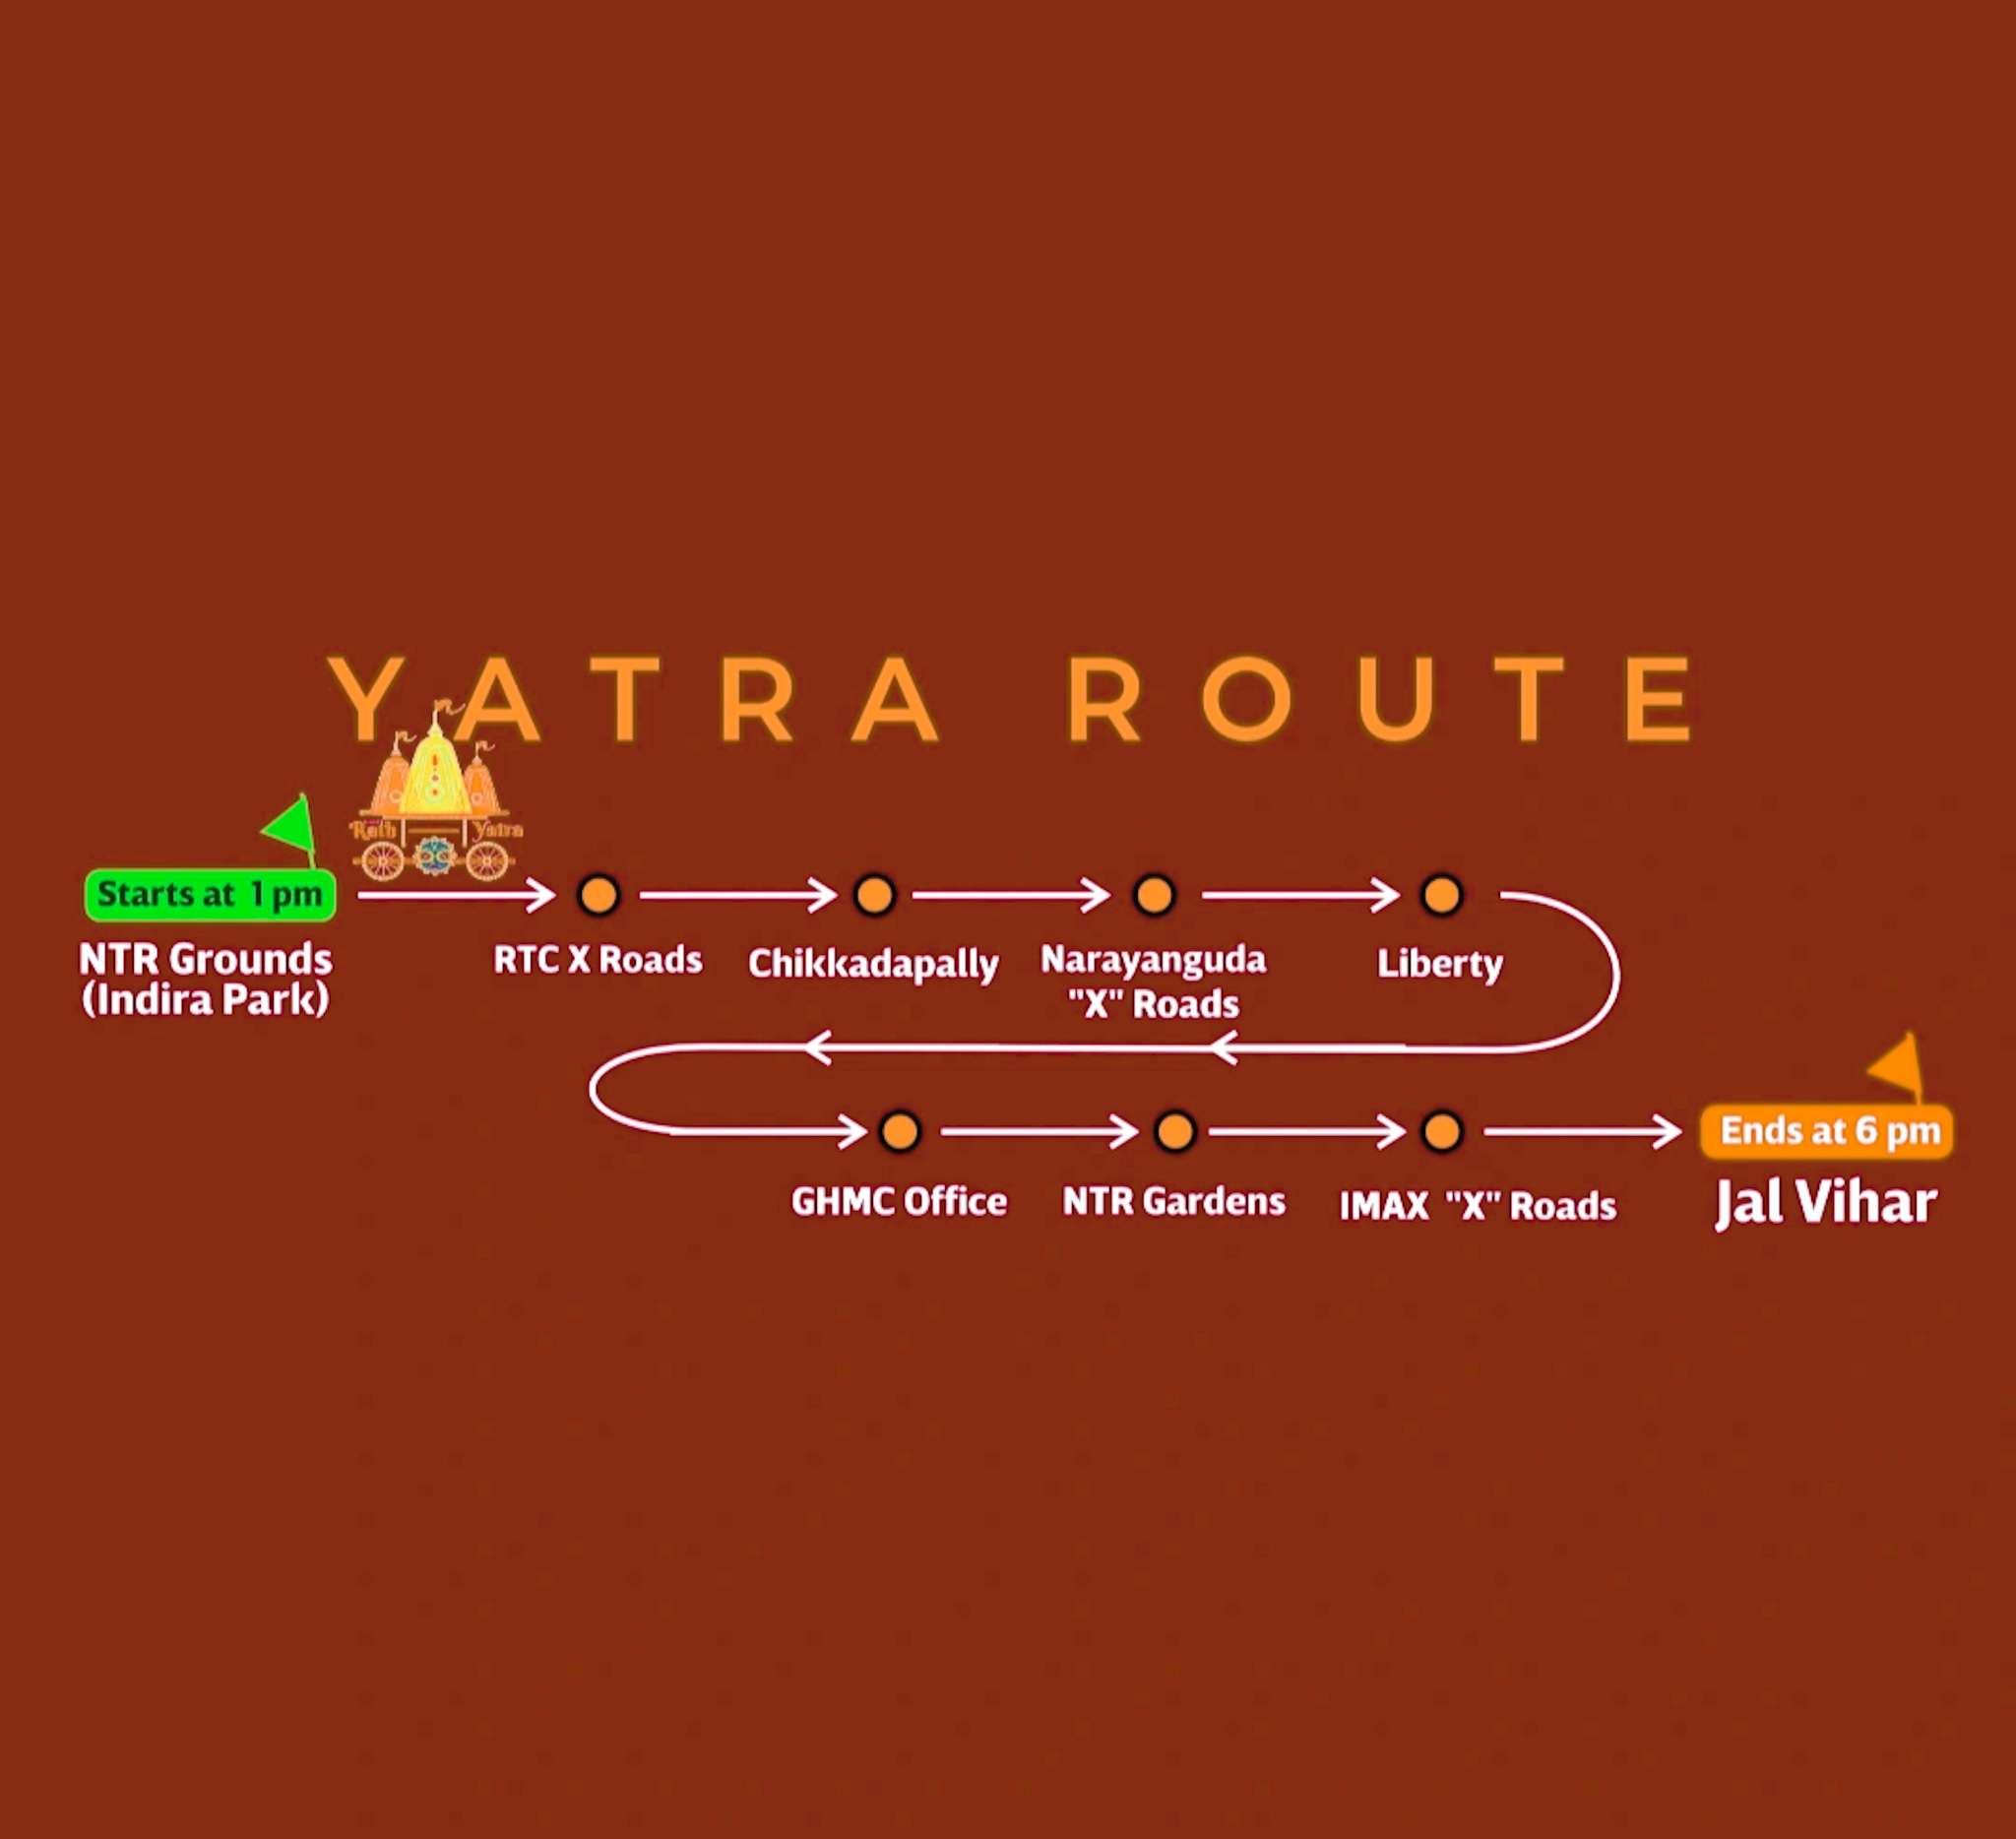 YATRA ROUTE
Rath Yatra
Starts at 1 pm
NTR Grounds
(Indira Park)
RTC X Roads
Chikkadapally
Narayanguda
"X" Roads
Liberty
GHMC Office
NTR Gardens
IMAX "X" Roads
Ends at 6 pm
Jal Vihar